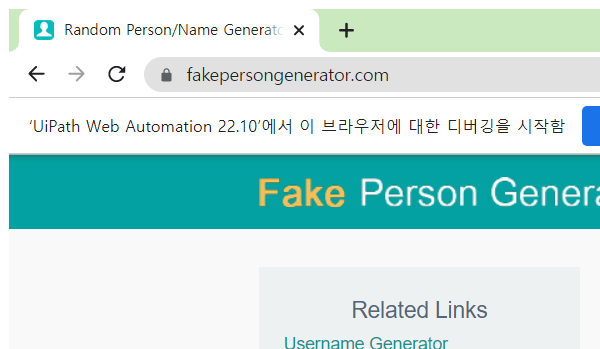 Random Person/Name Generato
fakepersongenerator.com
‘UiPath Web Automation 22.10’에서 이 브라우저에 대한 디버깅을 시작함
Fake Person Genera
Related Links
Username Generator